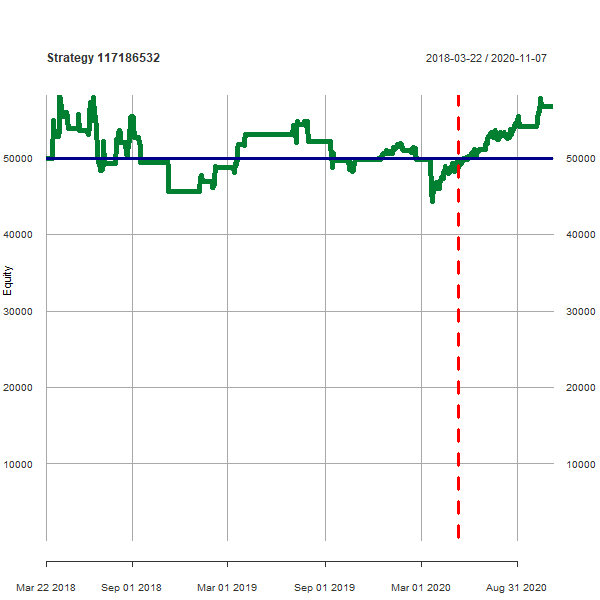 Strategy 117186532
2018-03-22 / 2020-11-07
50000
50000
40000
40000
Equity
30000
30000
20000
20000
10000
10000
Mar 22 2018
Sep 01 2018
Mar 01 2019
Sep 01 2019
Mar 01 2020
Aug 31 2020